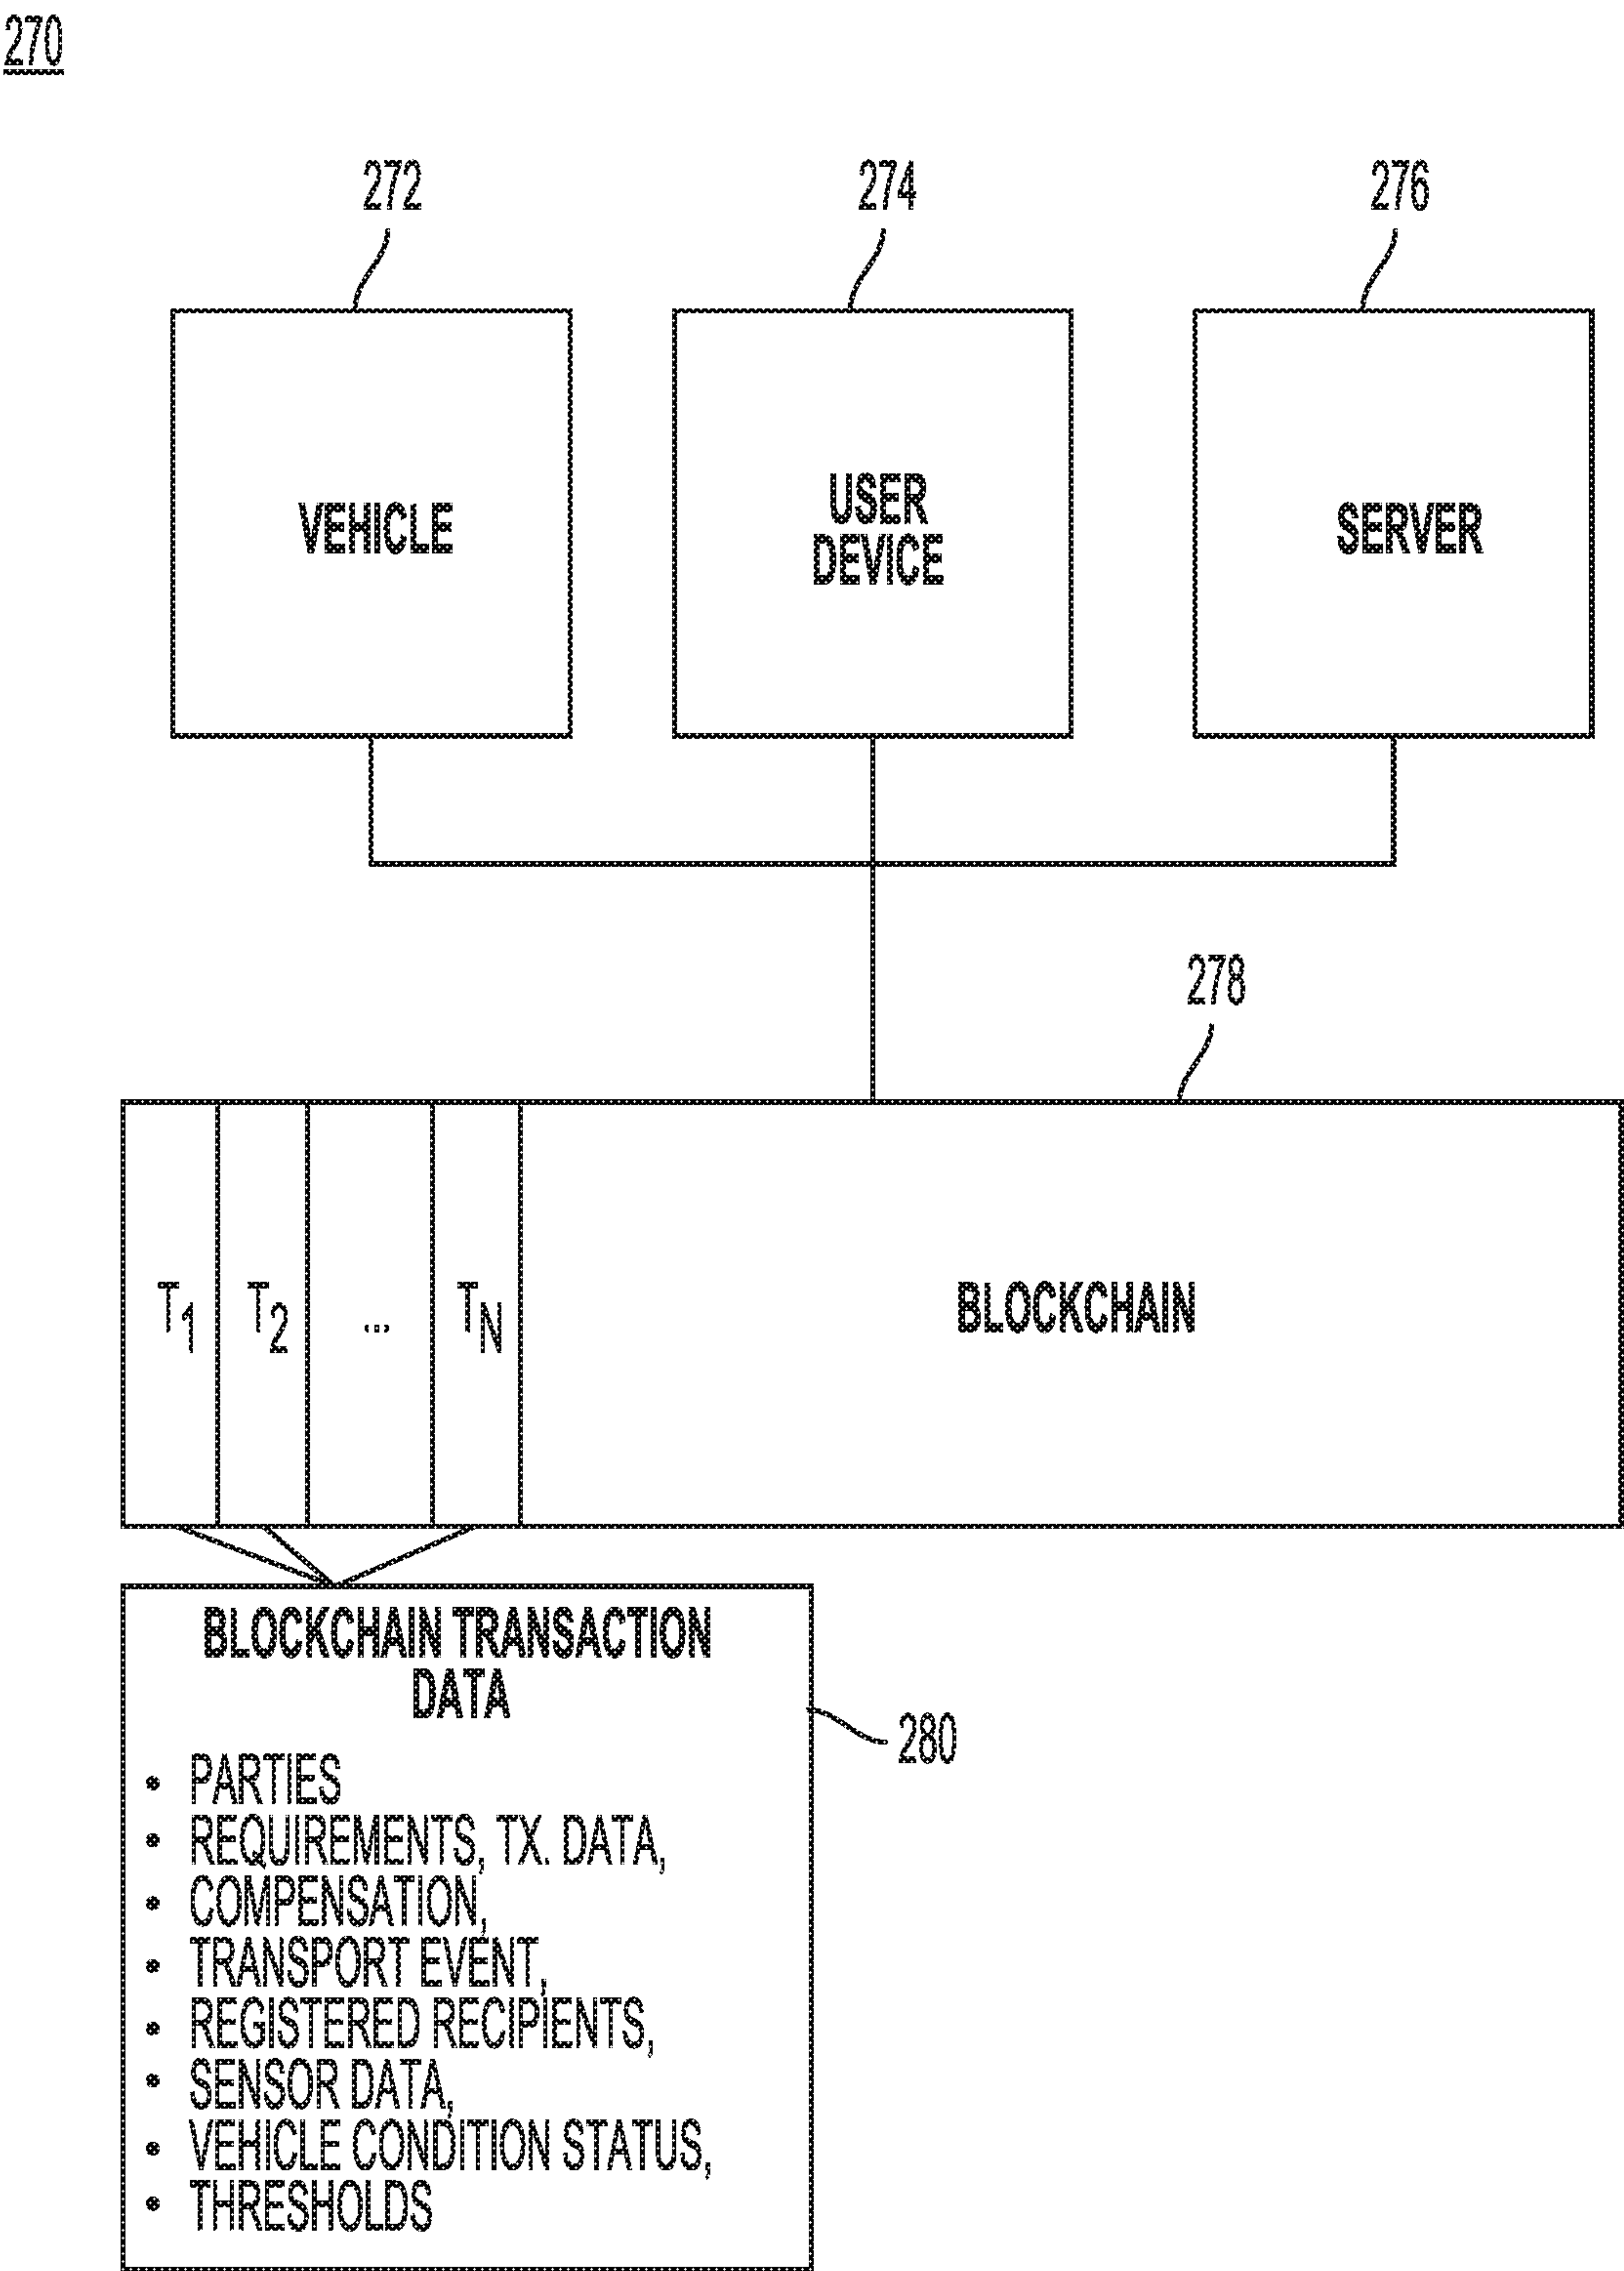 270
272
274
276
VEHICLE
USER
DEVICE
SERVER
278
T1
T2
...
TN
BLOCKCHAIN
BLOCKCHAIN TRANSACTION
DATA
280
• PARTIES
• REQUIREMENTS, TX. DATA,
• COMPENSATION,
• TRANSPORT EVENT,
• REGISTERED RECIPIENTS,
• SENSOR DATA,
• VEHICLE CONDITION STATUS,
• THRESHOLDS